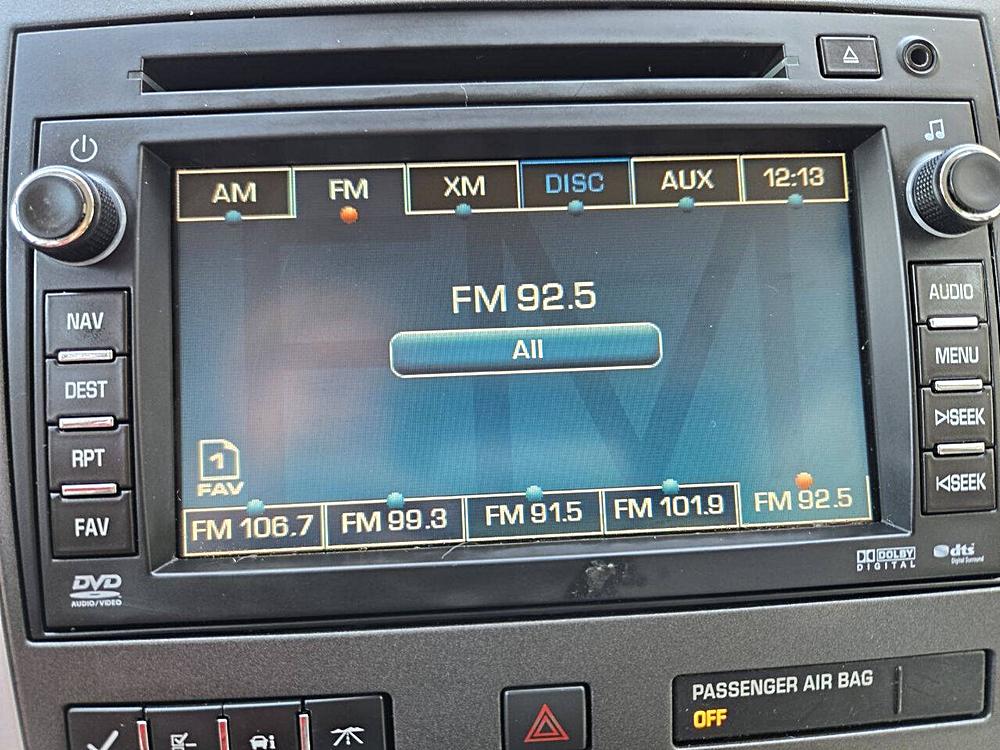 AM FM XM DISC AUX 12:13
FM 92.5
All
1
FAV
FM 106.7 FM 99.3 FM 91.5 FM 101.9 FM 92.5
NAV
DEST
RPT
FAV
AUDIO
MENU
SEEK
SEEK
DVD
AUDIO/VIDEO
DOLBY
DIGITAL
dts
Digital Surround
PASSENGER AIR BAG
OFF